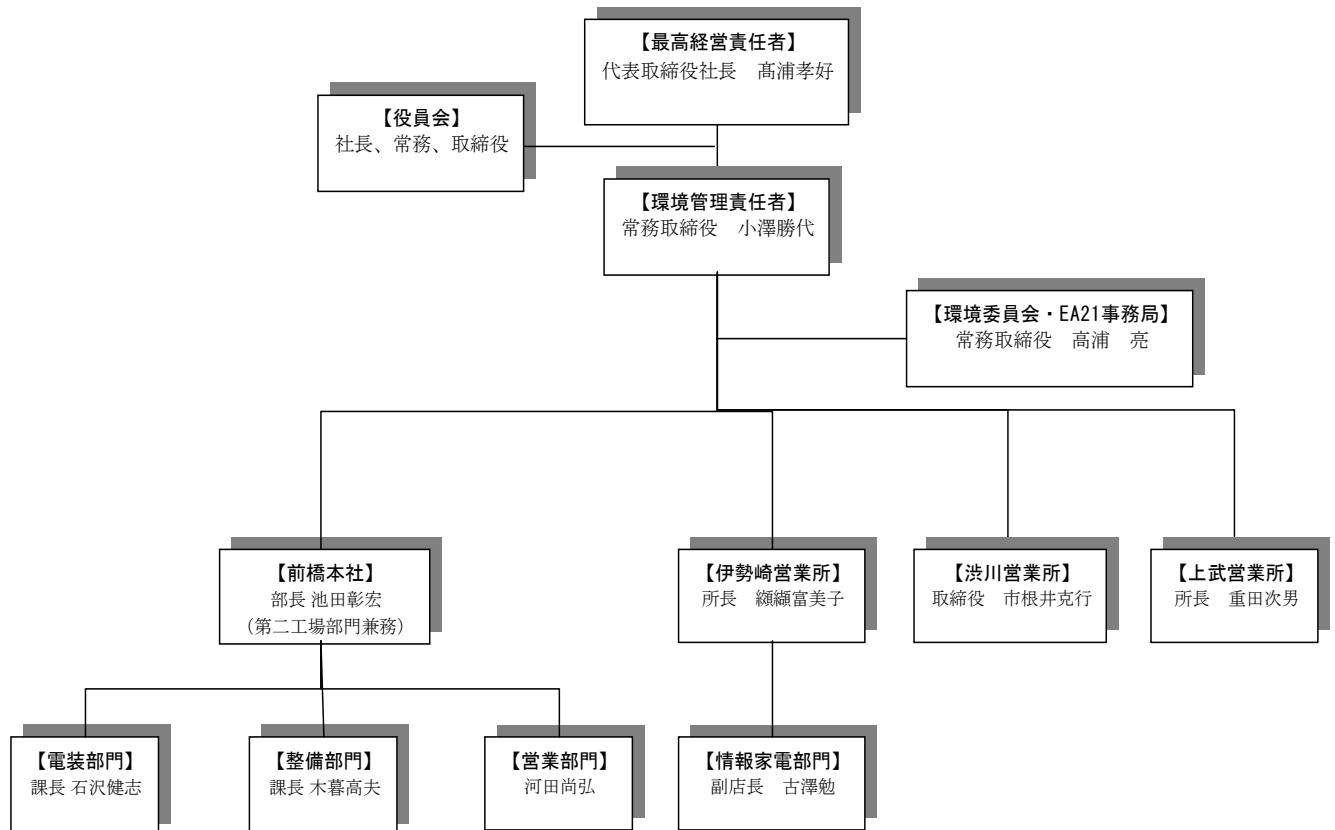 【最高経営責任者】
代表取締役社長　髙浦孝好
【役員会】
社長、常務、取締役
【環境管理責任者】
常務取締役　小澤勝代
【環境委員会・EA21事務局】
常務取締役　高浦　亮
【前橋本社】
部長 池田彰宏
(第二工場部門兼務)
【伊勢崎営業所】
所長　纐纈富美子
【渋川営業所】
取締役　市根井克行
【上武営業所】
所長　重田次男
【電装部門】
課長 石沢健志
【整備部門】
課長 木暮高夫
【営業部門】
河田尚弘
【情報家電部門】
副店長　古澤勉